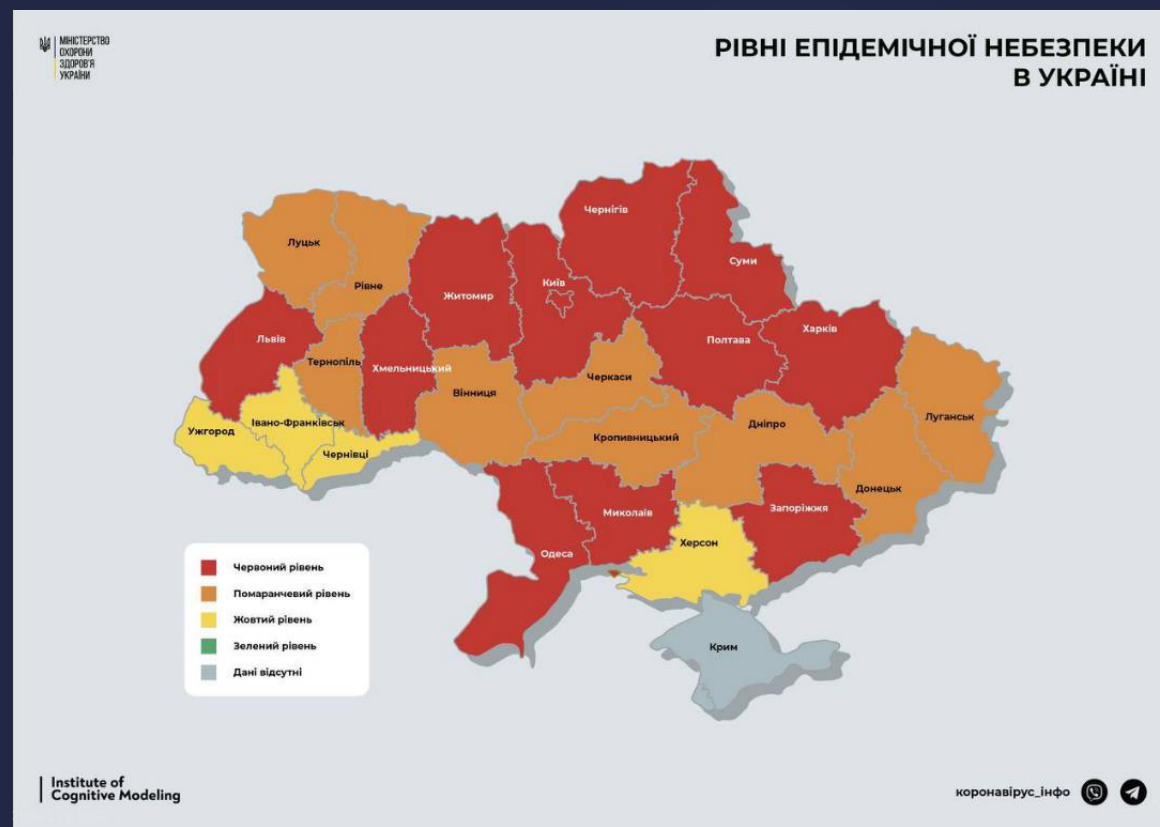 МІНІСТЕРСТВО
ОХОРОНИ
ЗДОРОВ'Я
УКРАЇНИ
РІВНІ ЕПІДЕМІЧНОЇ НЕБЕЗПЕКИ
В УКРАЇНІ
Чернігів
Луцьк
Суми
Рівне
Київ
Житомир
Харків
Львів
Полтава
Тернопіль
Хмельницький
Черкаси
Вінниця
Луганськ
Івано-Франківськ
Дніпро
Ужгород
Кропивницький
Чернівці
Донецьк
Запоріжжя
Миколаїв
Херсон
Одеса
Крим
Червоний рівень
Помаранчевий рівень
Жовтий рівень
Зелений рівень
Дані відсутні
Institute of
Cognitive Modeling
коронавірус_інфо